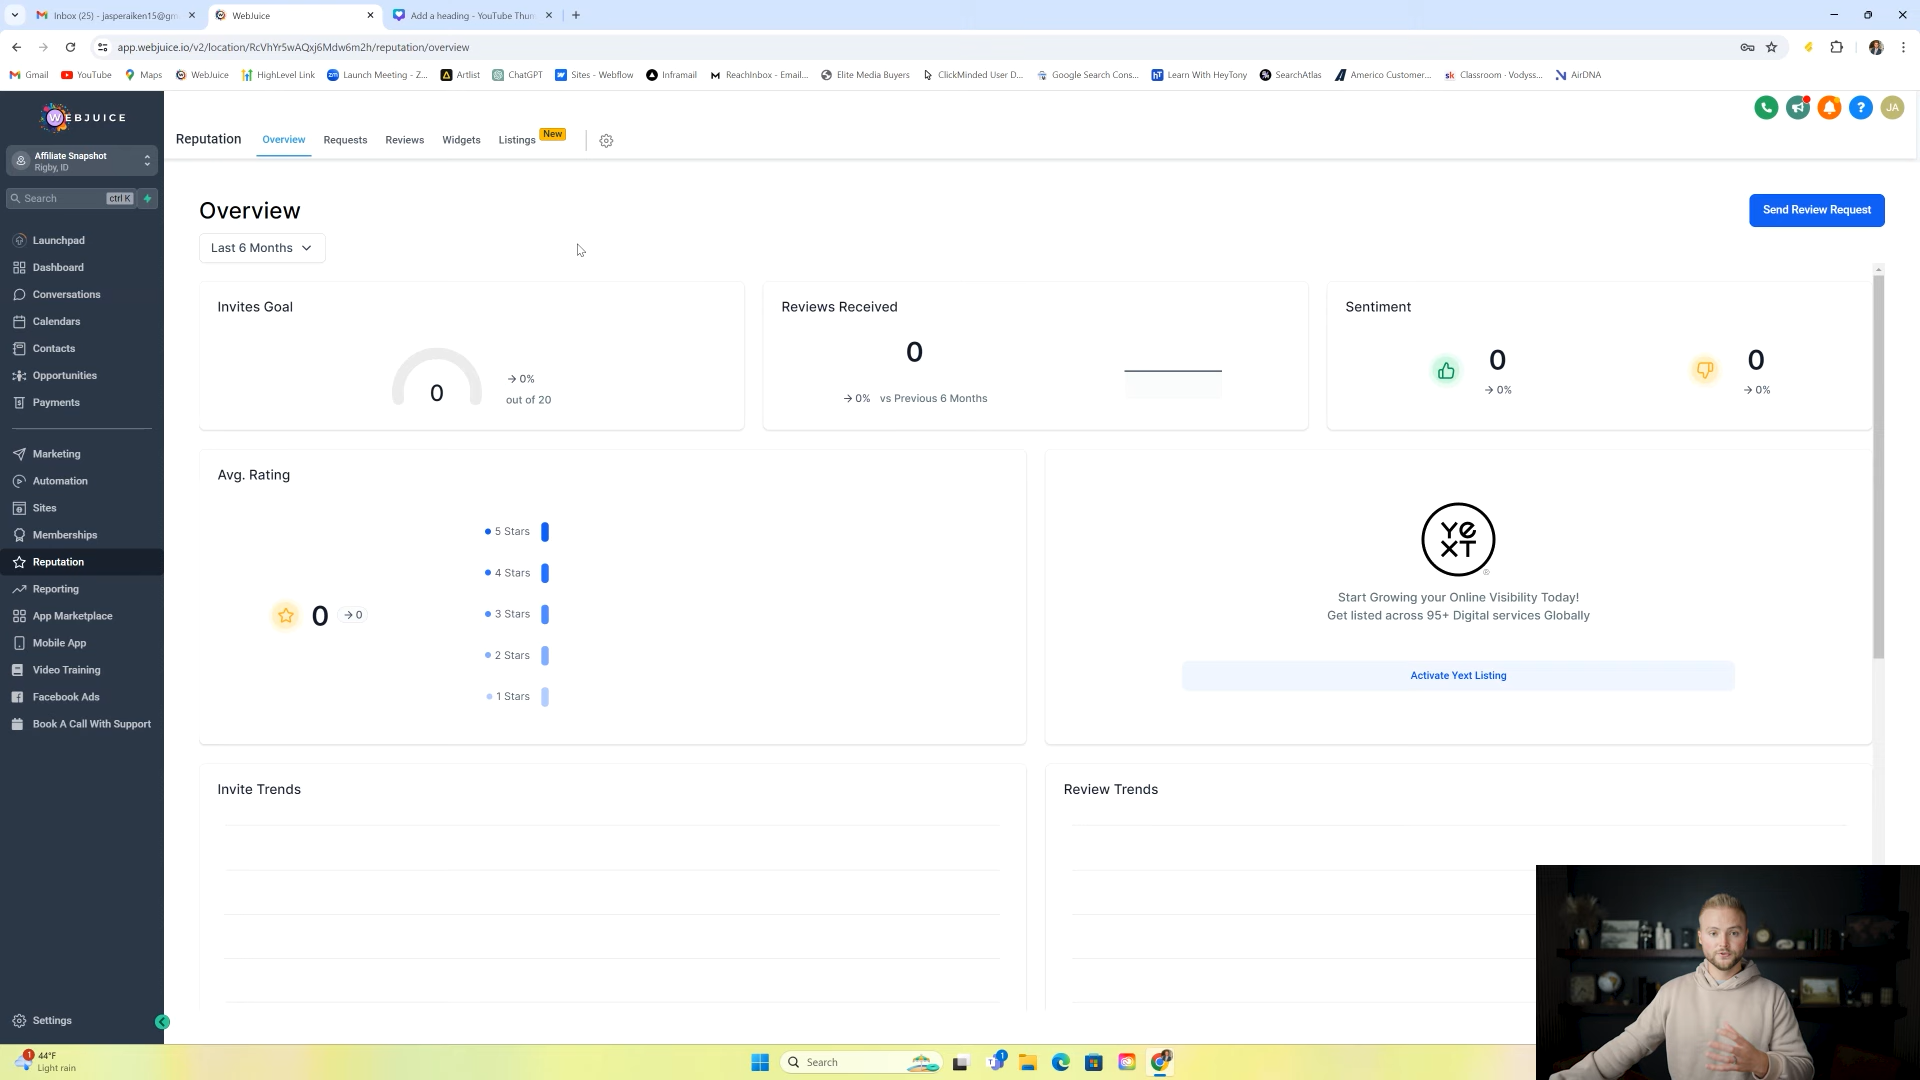 Inbox (25) - jasperaiken15@gm
WebJuice
Add a heading - YouTube Thum
app.webjuice.io/v2/location/RcVhYr5wAQxj6Mdw6m2h/reputation/overview
Gmail
YouTube
Maps
WebJuice
HighLevel Link
Launch Meeting - Z...
Artlist
ChatGPT
Sites - Webflow
Inframail
ReachInbox - Email...
Elite Media Buyers
ClickMinded User D...
Google Search Cons...
Learn With HeyTony
SearchAtlas
Americo Customer...
Classroom - Vodyss...
AirDNA
WEBJUICE
Affiliate Snapshot
Rigby, ID
Search
ctrl K
Launchpad
Dashboard
Conversations
Calendars
Contacts
Opportunities
Payments
Marketing
Automation
Sites
Memberships
Reputation
Reporting
App Marketplace
Mobile App
Video Training
Facebook Ads
Book A Call With Support
Settings
Reputation
Overview
Requests
Reviews
Widgets
Listings
New
JA
Overview
Send Review Request
Last 6 Months
Invites Goal
0
0%
out of 20
Reviews Received
0
0% vs Previous 6 Months
Sentiment
0
0%
0
0%
Avg. Rating
0
0
5 Stars
4 Stars
3 Stars
2 Stars
1 Stars
YEXT
Start Growing your Online Visibility Today!
Get listed across 95+ Digital services Globally
Activate Yext Listing
Invite Trends
Review Trends
1
44°F
Light rain
Search
1